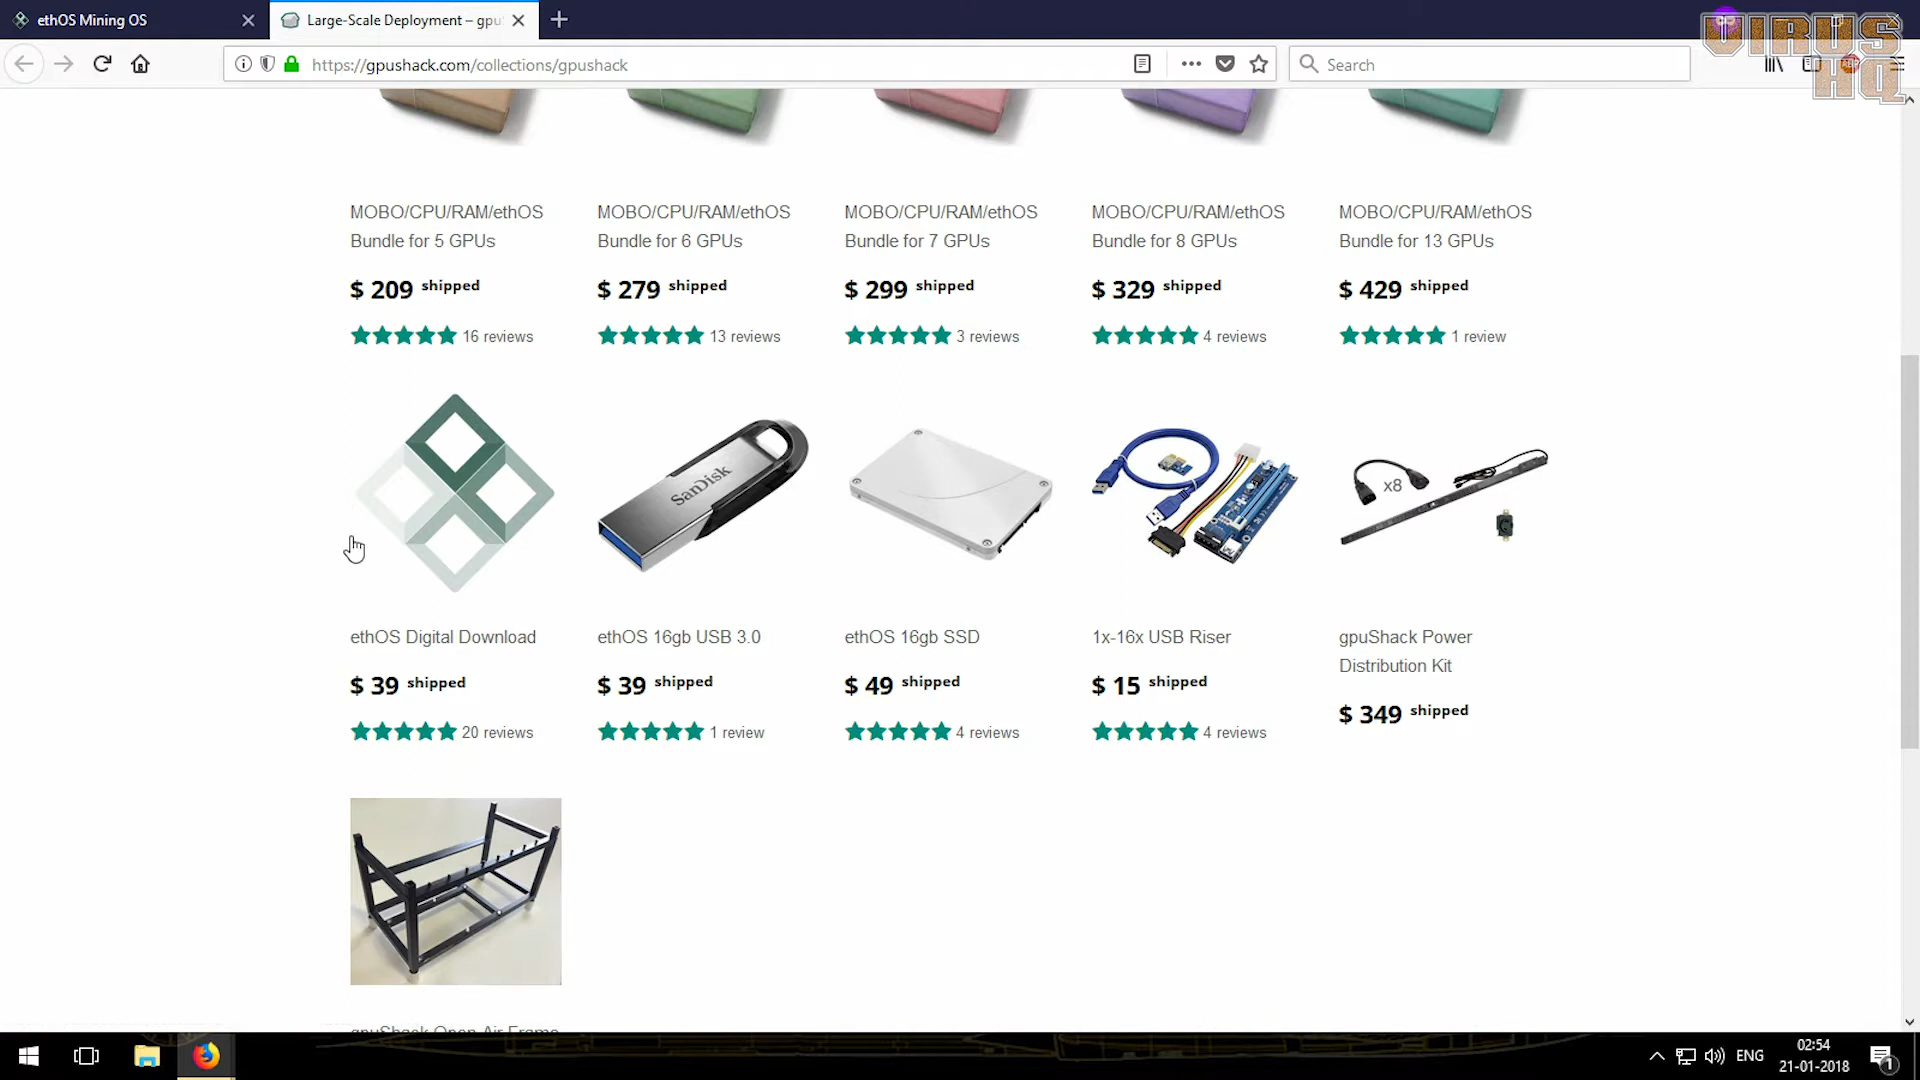 ethOS Mining OS
Large-Scale Deployment – gpu
VIRUS
HQ
https://gpushack.com/collections/gpushack
Search
MOBO/CPU/RAM/ethOS
Bundle for 5 GPUs
$ 209 shipped
16 reviews
MOBO/CPU/RAM/ethOS
Bundle for 6 GPUs
$ 279 shipped
13 reviews
MOBO/CPU/RAM/ethOS
Bundle for 7 GPUs
$ 299 shipped
3 reviews
MOBO/CPU/RAM/ethOS
Bundle for 8 GPUs
$ 329 shipped
4 reviews
MOBO/CPU/RAM/ethOS
Bundle for 13 GPUs
$ 429 shipped
1 review
SanDisk
x8
ethOS Digital Download
$ 39 shipped
20 reviews
ethOS 16gb USB 3.0
$ 39 shipped
1 review
ethOS 16gb SSD
$ 49 shipped
4 reviews
1x-16x USB Riser
$ 15 shipped
4 reviews
gpuShack Power
Distribution Kit
$ 349 shipped
gpuShack Open Air Frame
ENG
02:54
21-01-2018
1